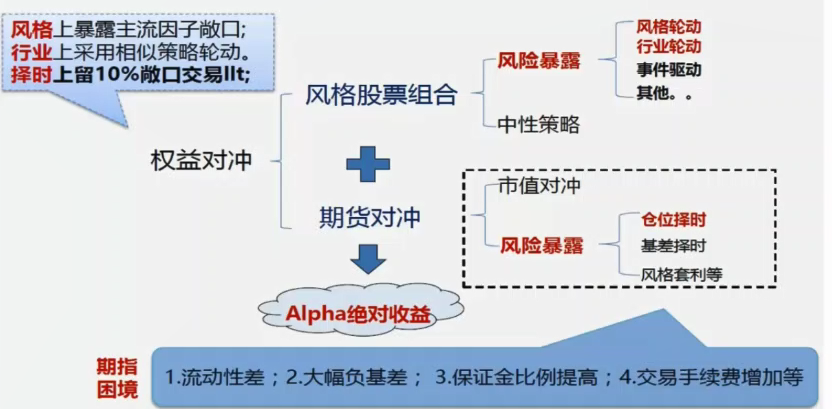 风格上暴露主流因子敞口;
行业上采用相似策略轮动。
择时上留10%敞口交易llt;
权益对冲
风格股票组合
风险暴露
风格轮动
行业轮动
事件驱动
其他。。
中性策略
期货对冲
市值对冲
风险暴露
仓位择时
基差择时
风格套利等
Alpha绝对收益
期指
困境
1.流动性差；2.大幅负基差； 3.保证金比例提高；4.交易手续费增加等